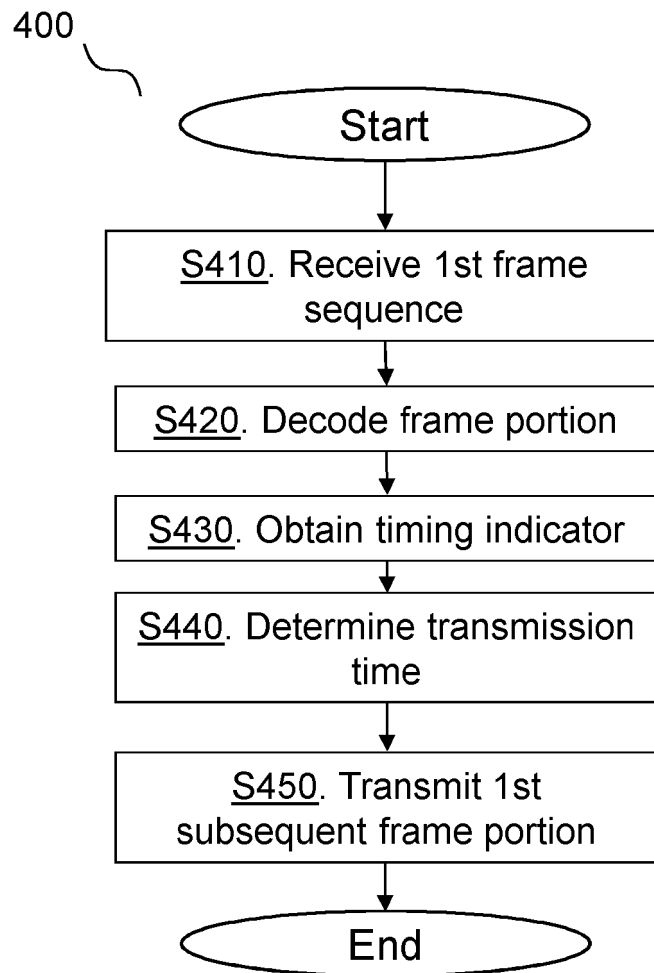 400
Start
S410. Receive 1st frame
sequence
S420. Decode frame portion
S430. Obtain timing indicator
S440. Determine transmission
time
S450. Transmit 1st
subsequent frame portion
End